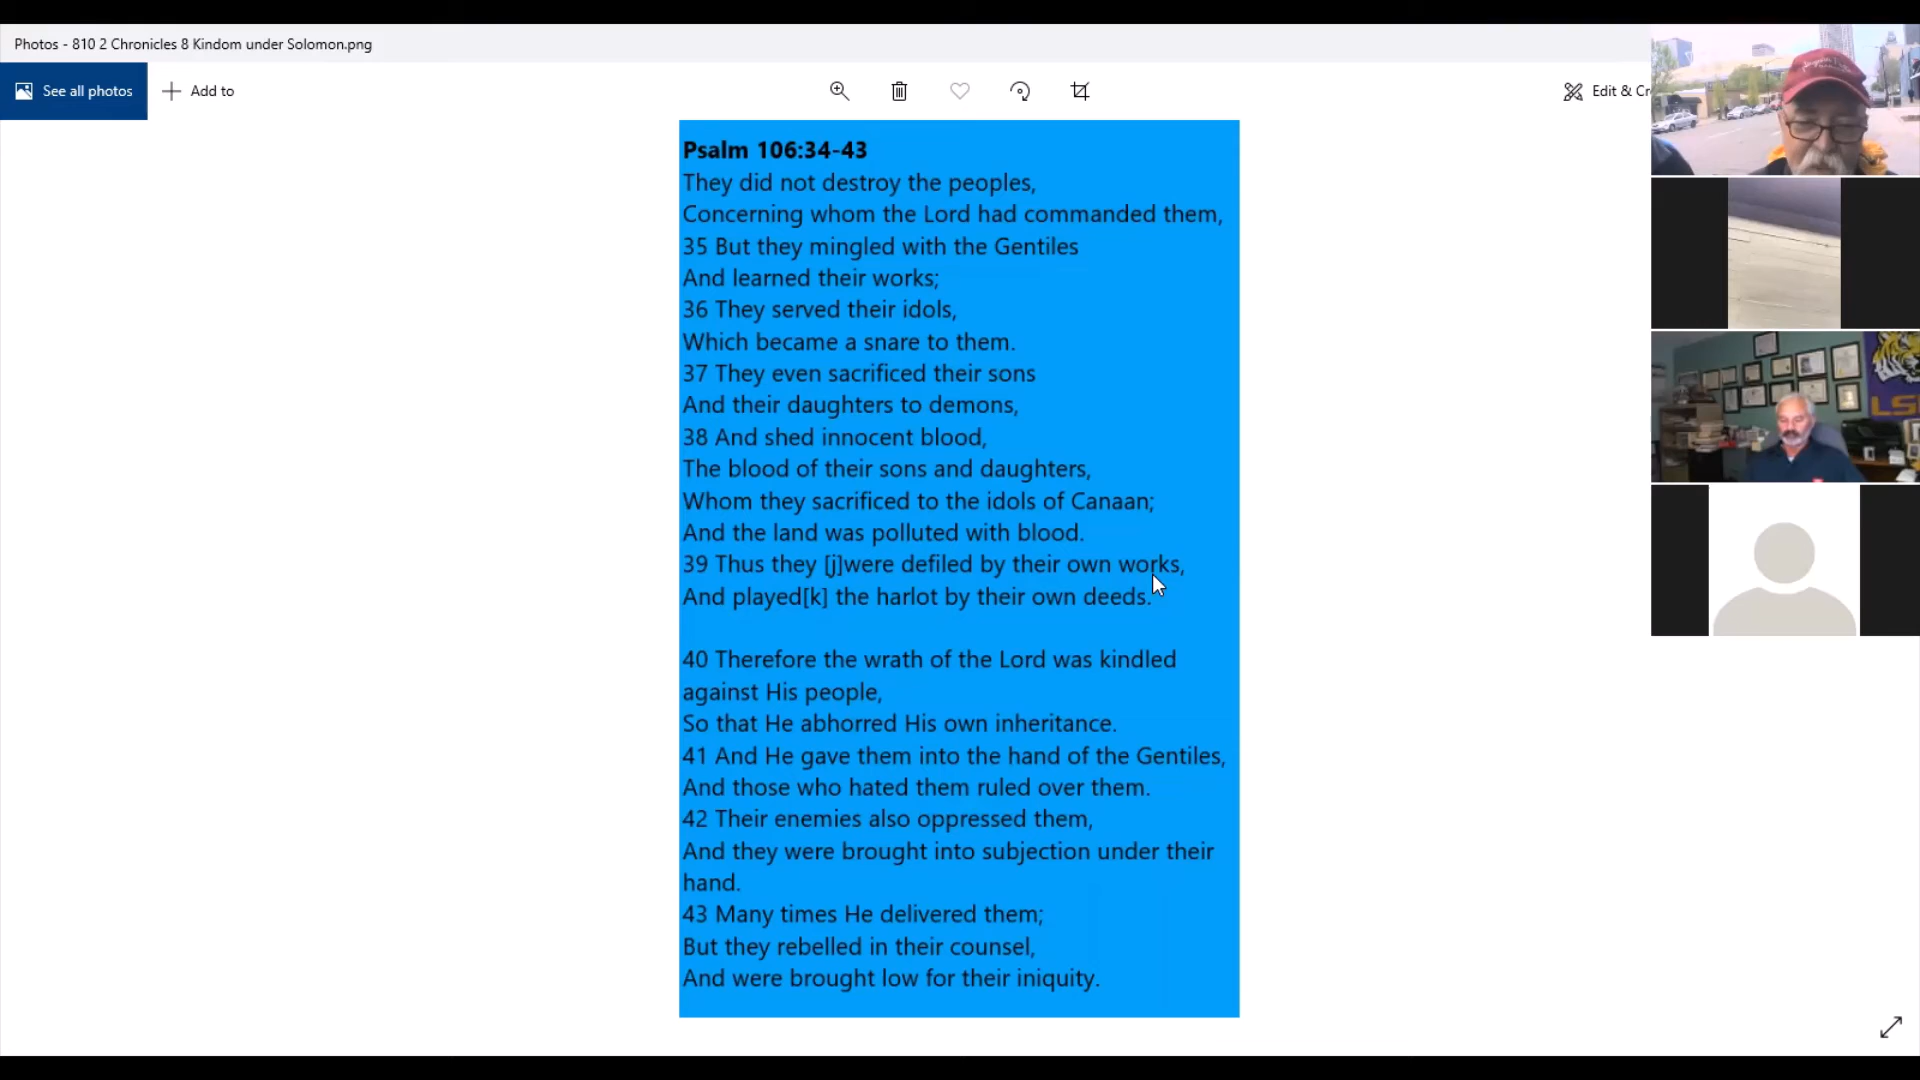 Photos - 810 2 Chronicles 8 Kindom under Solomon.png
See all photos
Add to
Edit & Cr
Psalm 106:34-43
They did not destroy the peoples,
Concerning whom the Lord had commanded them,
35 But they mingled with the Gentiles
And learned their works;
36 They served their idols,
Which became a snare to them.
37 They even sacrificed their sons
And their daughters to demons,
38 And shed innocent blood,
The blood of their sons and daughters,
Whom they sacrificed to the idols of Canaan;
And the land was polluted with blood.
39 Thus they [j]were defiled by their own works,
And played[k] the harlot by their own deeds.
40 Therefore the wrath of the Lord was kindled
against His people,
So that He abhorred His own inheritance.
41 And He gave them into the hand of the Gentiles,
And those who hated them ruled over them.
42 Their enemies also oppressed them,
And they were brought into subjection under their
hand.
43 Many times He delivered them;
But they rebelled in their counsel,
And were brought low for their iniquity.
LS